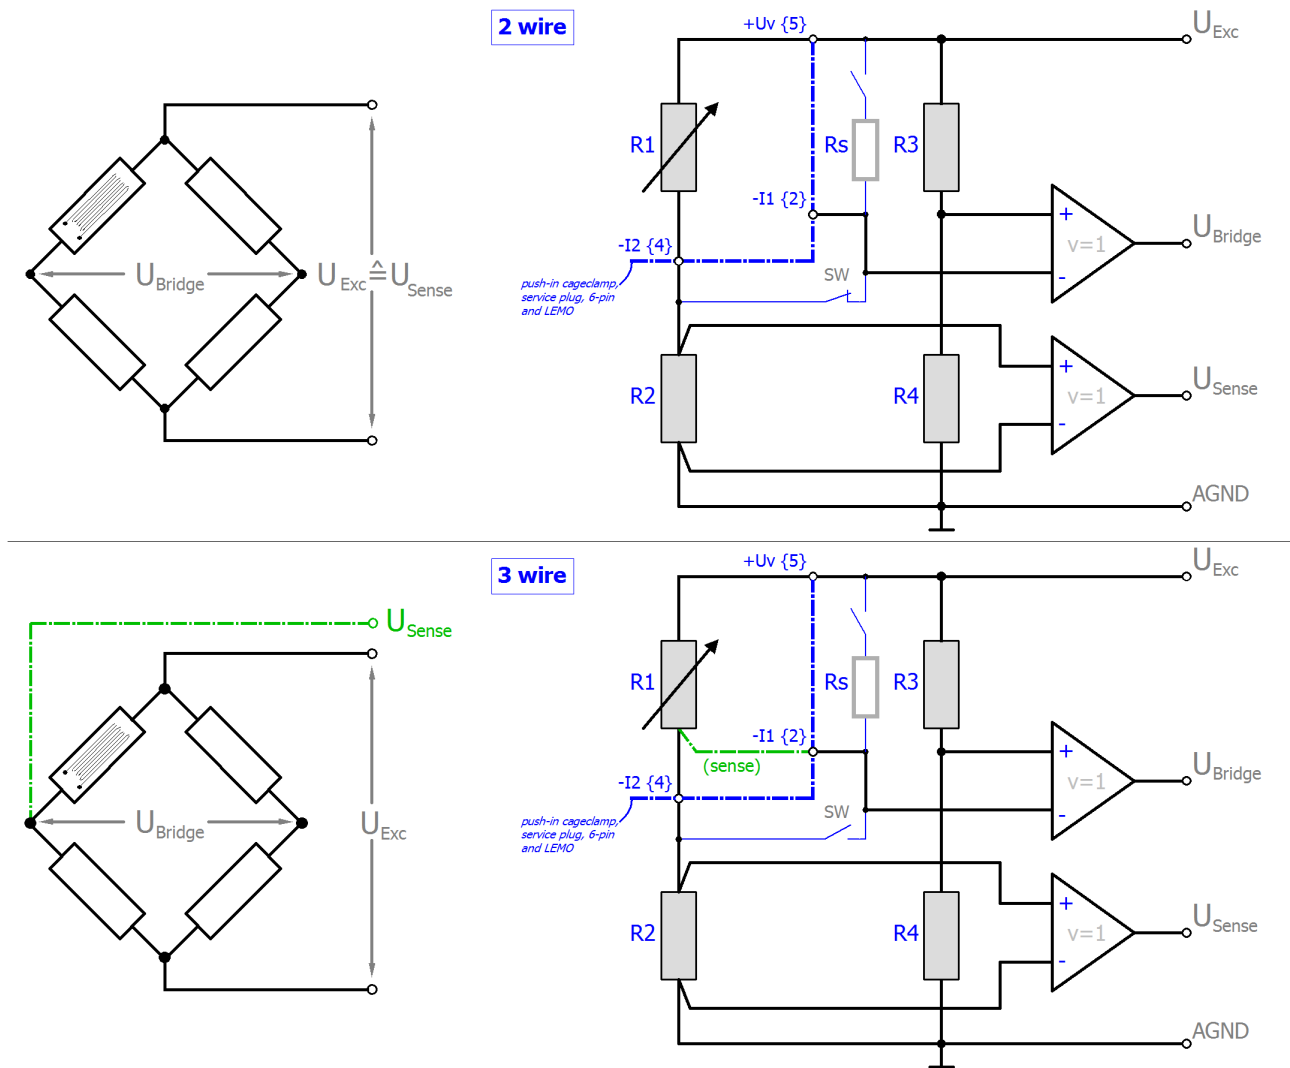 2 wire
+Uv {5}
UExc
R1
Rs
R3
-I1 {2}
+
v=1
-
UBridge
-I2 {4}
SW
push-in cageclamp,
service plug, 6-pin
and LEMO
UBridge
UExc ≙ USense
R2
R4
+
v=1
-
USense
AGND
3 wire
+Uv {5}
UExc
USense
R1
Rs
R3
-I1 {2}
(sense)
+
v=1
-
UBridge
-I2 {4}
SW
push-in cageclamp,
service plug, 6-pin
and LEMO
UBridge
UExc
R2
R4
+
v=1
-
USense
AGND